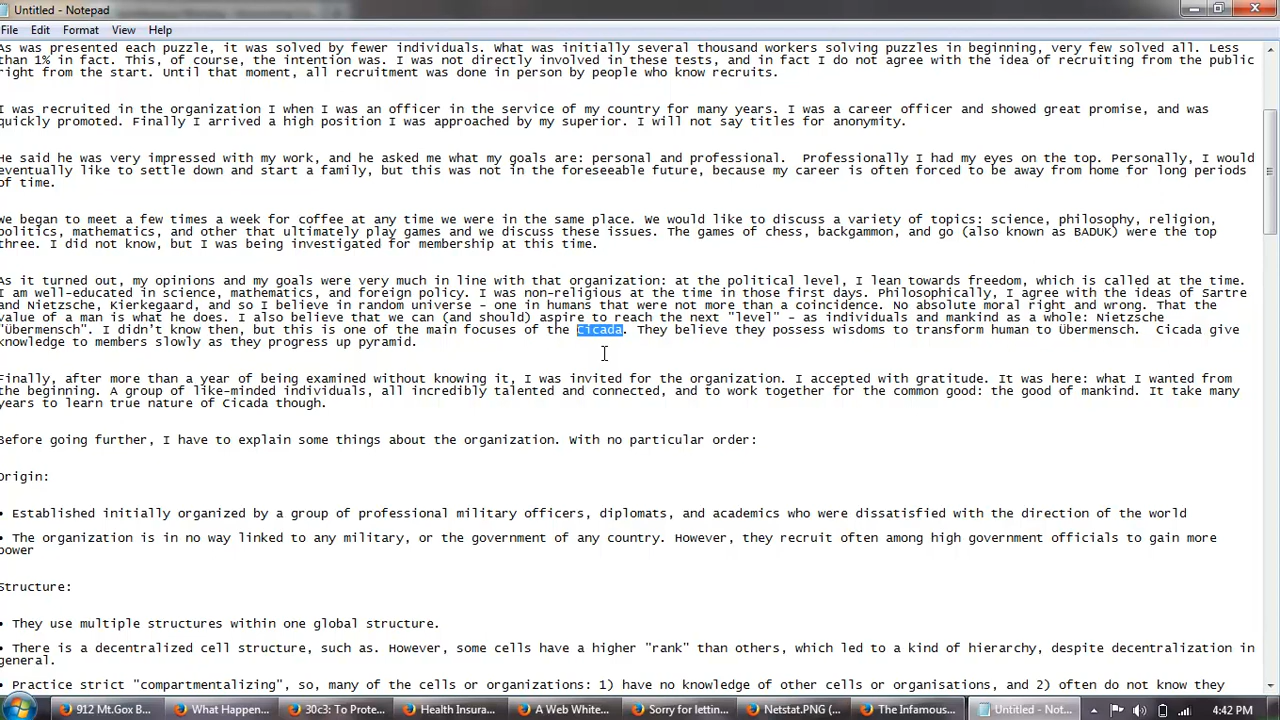 Untitled - Notepad
File Edit Format View Help
As was presented each puzzle, it was solved by fewer individuals. What was initially several thousand workers solving puzzles in beginning, very few solved all. Less
than 1% in fact. This, of course, the intention was. I was not directly involved in these tests, and in fact I do not agree with the idea of recruiting from the public
right from the start. Until that moment, all recruitment was done in person by people who know recruits.
I was recruited in the organization I when I was an officer in the service of my country for many years. I was a career officer and showed great promise, and was
quickly promoted. Finally I arrived a high position I was approached by my superior. I will not say titles for anonymity.
He said he was very impressed with my work, and he asked me what my goals are: personal and professional.  Professionally I had my eyes on the top. Personally, I would
eventually like to settle down and start a family, but this was not in the foreseeable future, because my career is often forced to be away from home for long periods
of time.
We began to meet a few times a week for coffee at any time we were in the same place. We would like to discuss a variety of topics: science, philosophy, religion,
politics, mathematics, and other that ultimately play games and we discuss these issues. The games of chess, backgammon, and go (also known as BADUK) were the top
three. I did not know, but I was being investigated for membership at this time.
As it turned out, my opinions and my goals were very much in line with that organization: at the political level, I lean towards freedom, which is called at the time.
I am well-educated in science, mathematics, and foreign policy. I was non-religious at the time in those first days. Philosophically, I agree with the ideas of Sartre
and Nietzsche, Kierkegaard, and so I believe in random universe - one in humans that were not more than a coincidence. No absolute moral right and wrong. That the
value of a man is what he does. I also believe that we can (and should) aspire to reach the next "level" - as individuals and mankind as a whole: Nietzsche
"Übermensch". I didn't know then, but this is one of the main focuses of the Cicada. They believe they possess wisdoms to transform human to Übermensch.  Cicada give
knowledge to members slowly as they progress up pyramid.
Finally, after more than a year of being examined without knowing it, I was invited for the organization. I accepted with gratitude. It was here: what I wanted from
the beginning. A group of like-minded individuals, all incredibly talented and connected, and to work together for the common good: the good of mankind. It take many
years to learn true nature of Cicada though.
Before going further, I have to explain some things about the organization. With no particular order:
Origin:
• Established initially organized by a group of professional military officers, diplomats, and academics who were dissatisfied with the direction of the world
• The organization is in no way linked to any military, or the government of any country. However, they recruit often among high government officials to gain more
power
Structure:
• They use multiple structures within one global structure.
• There is a decentralized cell structure, such as. However, some cells have a higher "rank" than others, which led to a kind of hierarchy, despite decentralization in
general.
• Practice strict "compartmentalizing", so, many of the cells or organizations: 1) have no knowledge of other cells or organisations, and 2) often do not know they
912 Mt.Gox B... What Happen... 30c3: To Prote... Health Insura... A Web White... Sorry for lettin... Netstat.PNG (... The Infamous... Untitled - Not... 4:42 PM